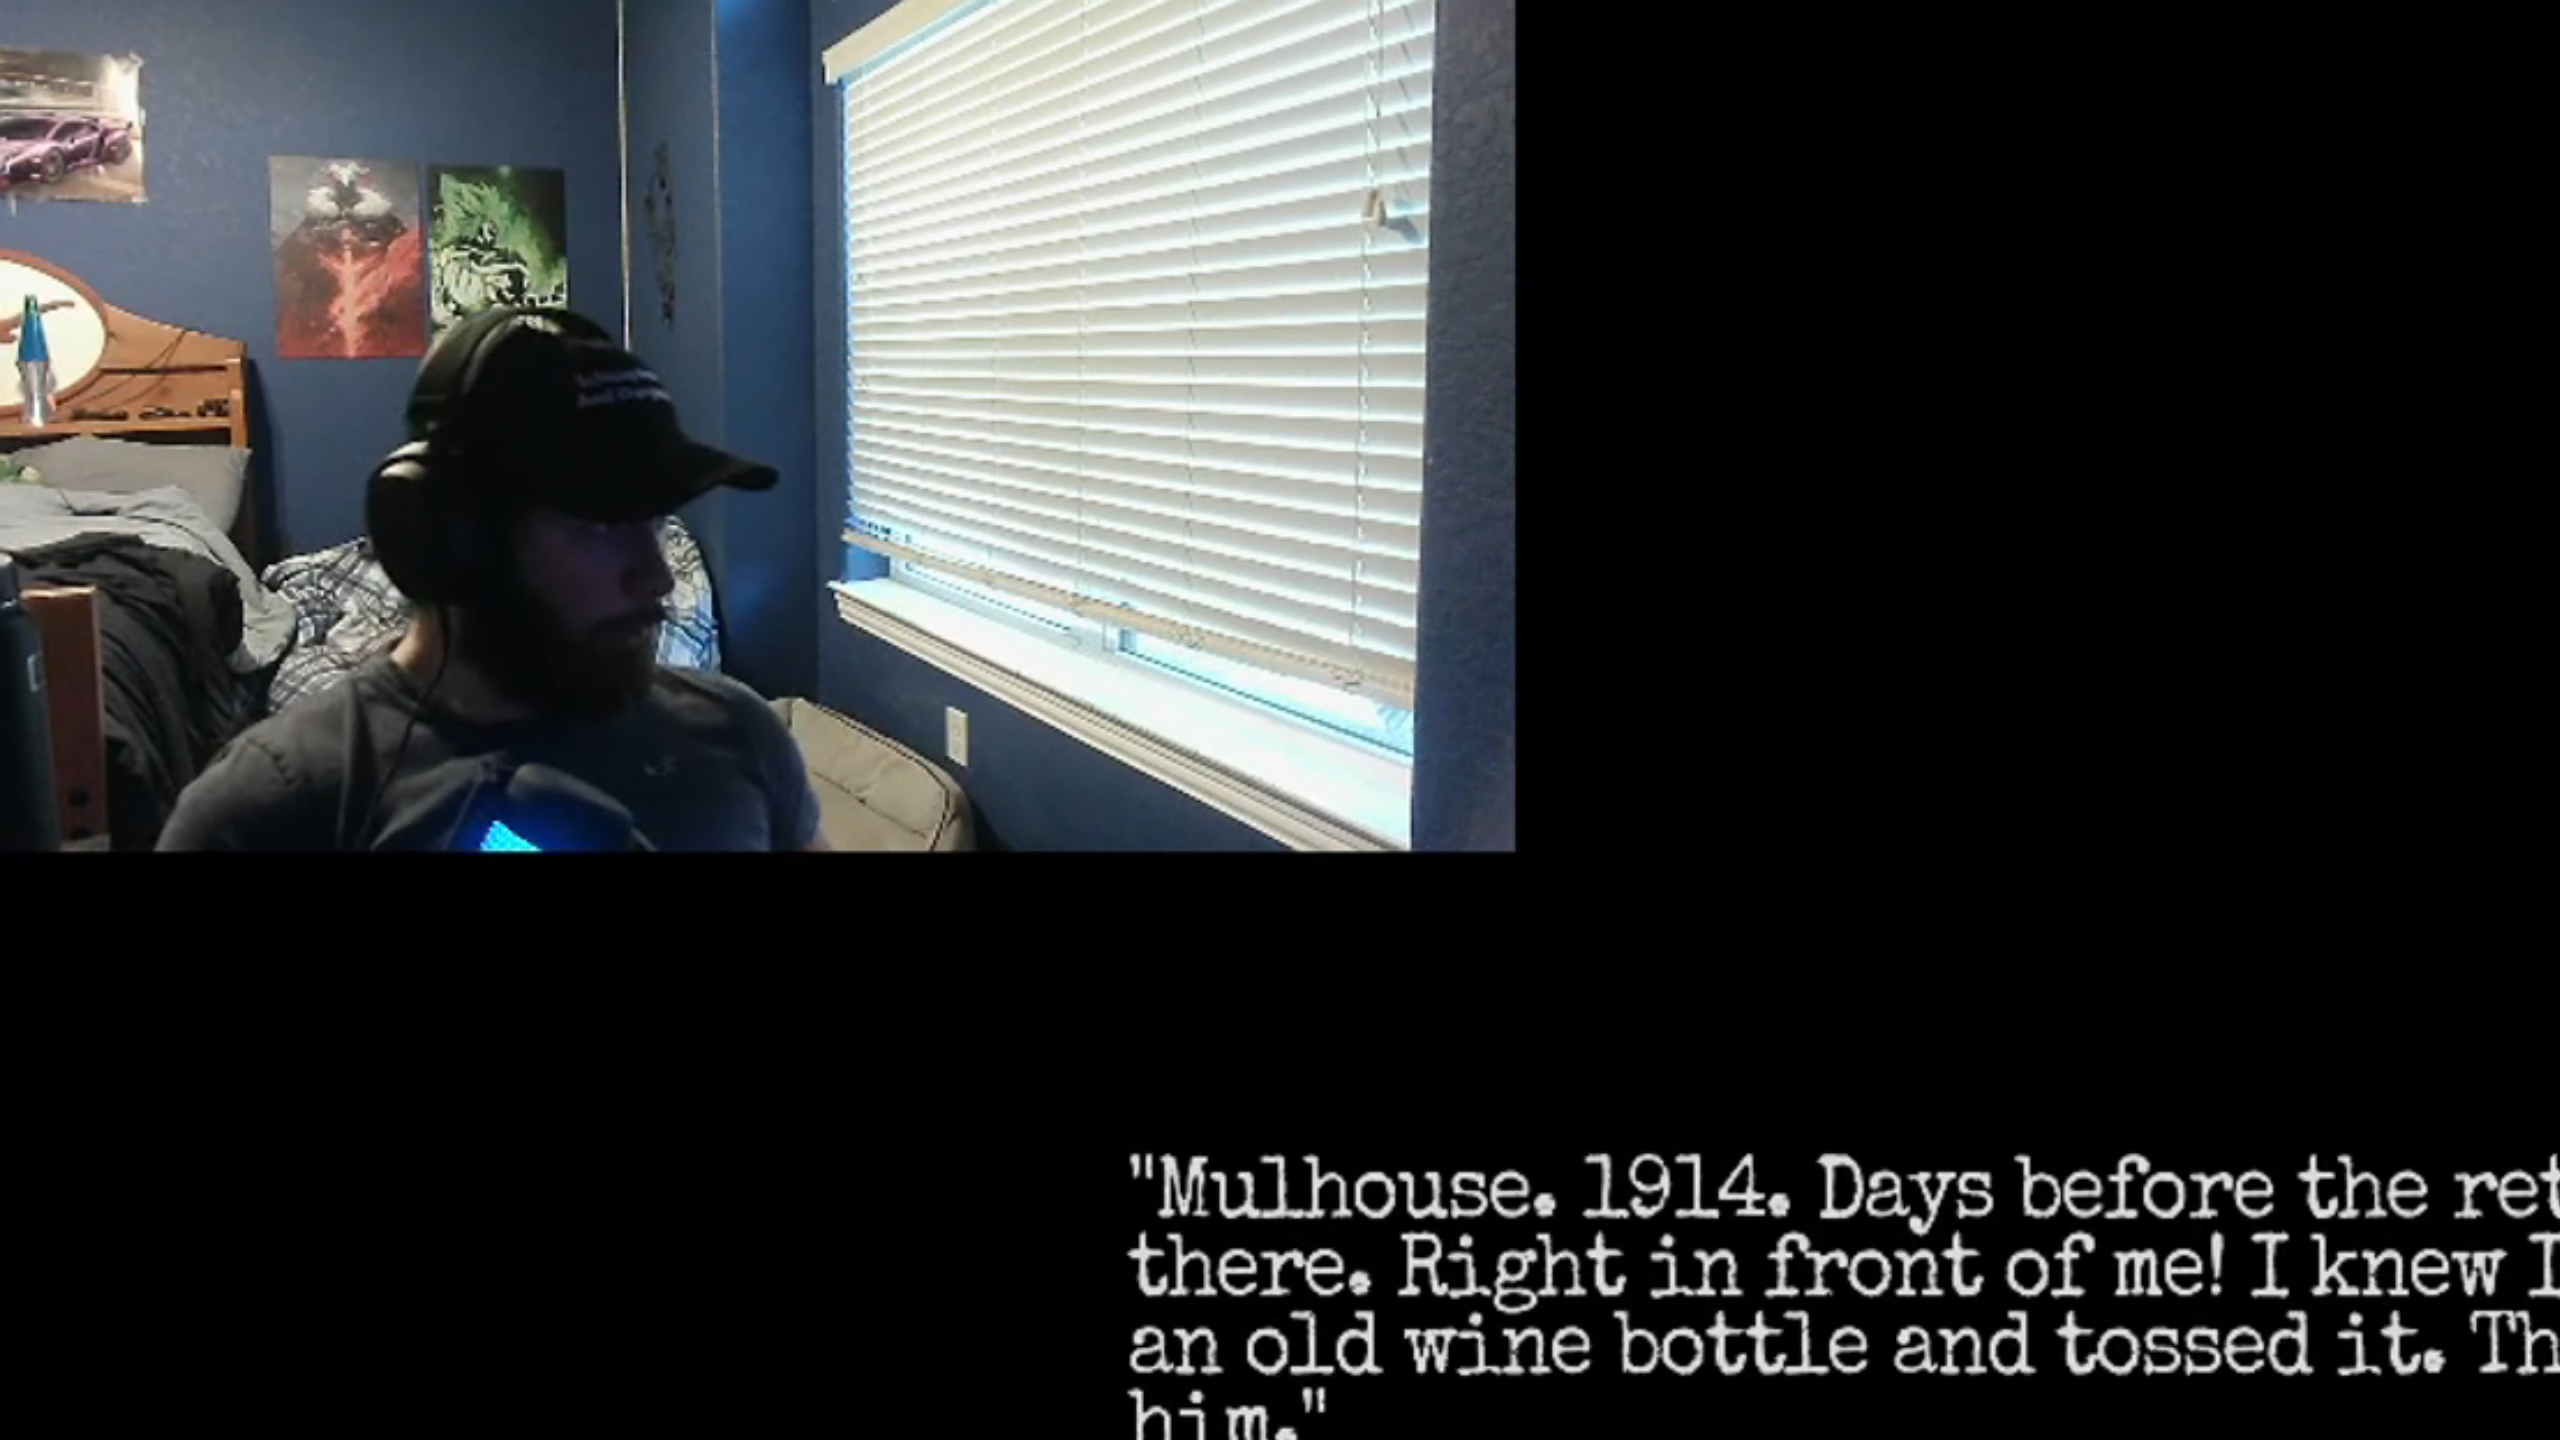 "Mulhouse. 1914. Days before the ret
there. Right in front of me! I knew I
an old wine bottle and tossed it. Th
him."